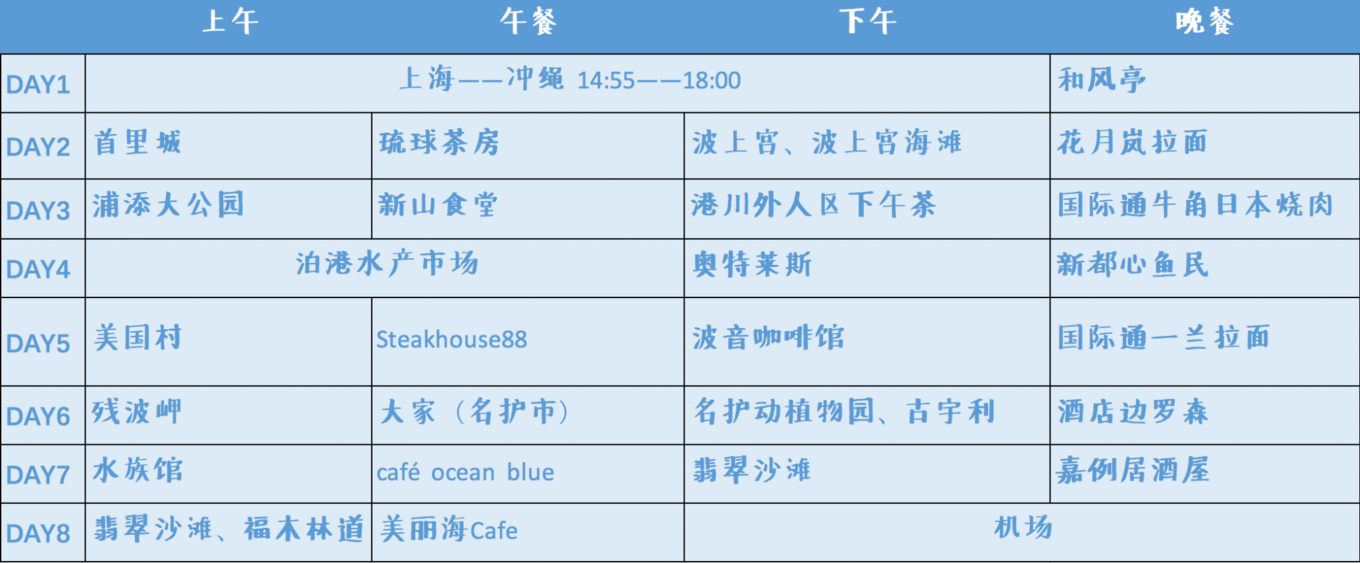 上午 午餐 下午 晚餐
DAY1 上海——冲绳 14:55——18:00 和风亭
DAY2 首里城 琉球茶房 波上宫、波上宫海滩 花月岚拉面
DAY3 浦添大公园 新山食堂 港川外人区下午茶 国际通牛角日本烧肉
DAY4 泊港水产市场 奥特莱斯 新都心鱼民
DAY5 美国村 Steakhouse88 波音咖啡馆 国际通一兰拉面
DAY6 残波岬 大家（名护市） 名护动植物园、古宇利 酒店边罗森
DAY7 水族馆 café ocean blue 翡翠沙滩 嘉例居酒屋
DAY8 翡翠沙滩、福木林道 美丽海Cafe 机场